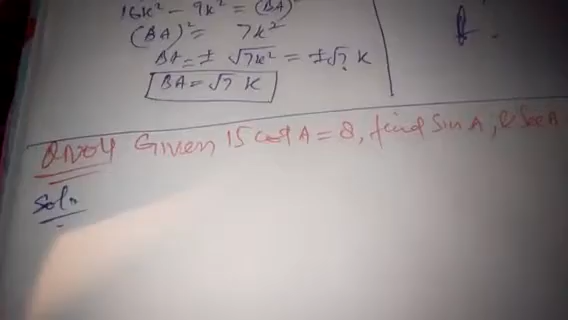 16k² - 9k² = (BA)²
(BA)² = 7k²
BA = ± √7k² = ±√7 k
BA = √7 k
Q No 4 Given 15 cot A = 8, find Sin A, & Sec A
Soln